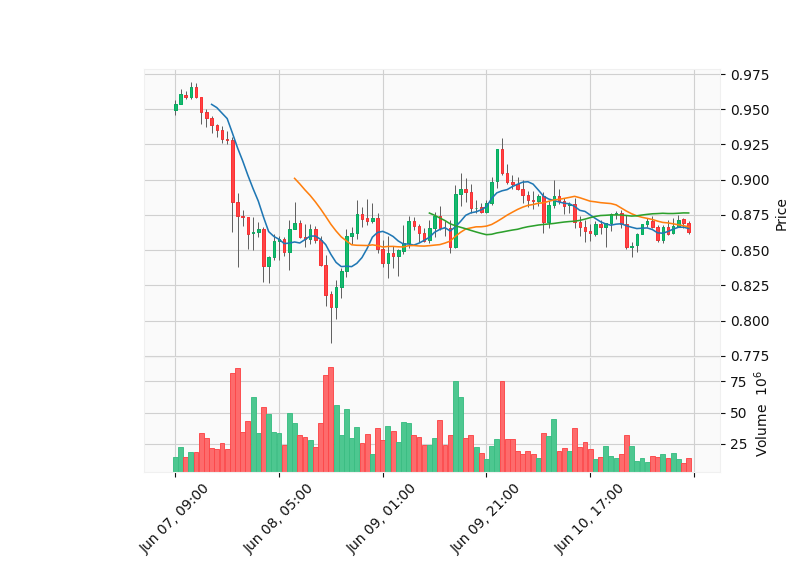 0.975
0.950
0.925
0.900
0.875
0.850
0.825
0.800
0.775
Price
75
50
25
Volume 10^6
Jun 07, 09:00
Jun 08, 05:00
Jun 09, 01:00
Jun 09, 21:00
Jun 10, 17:00